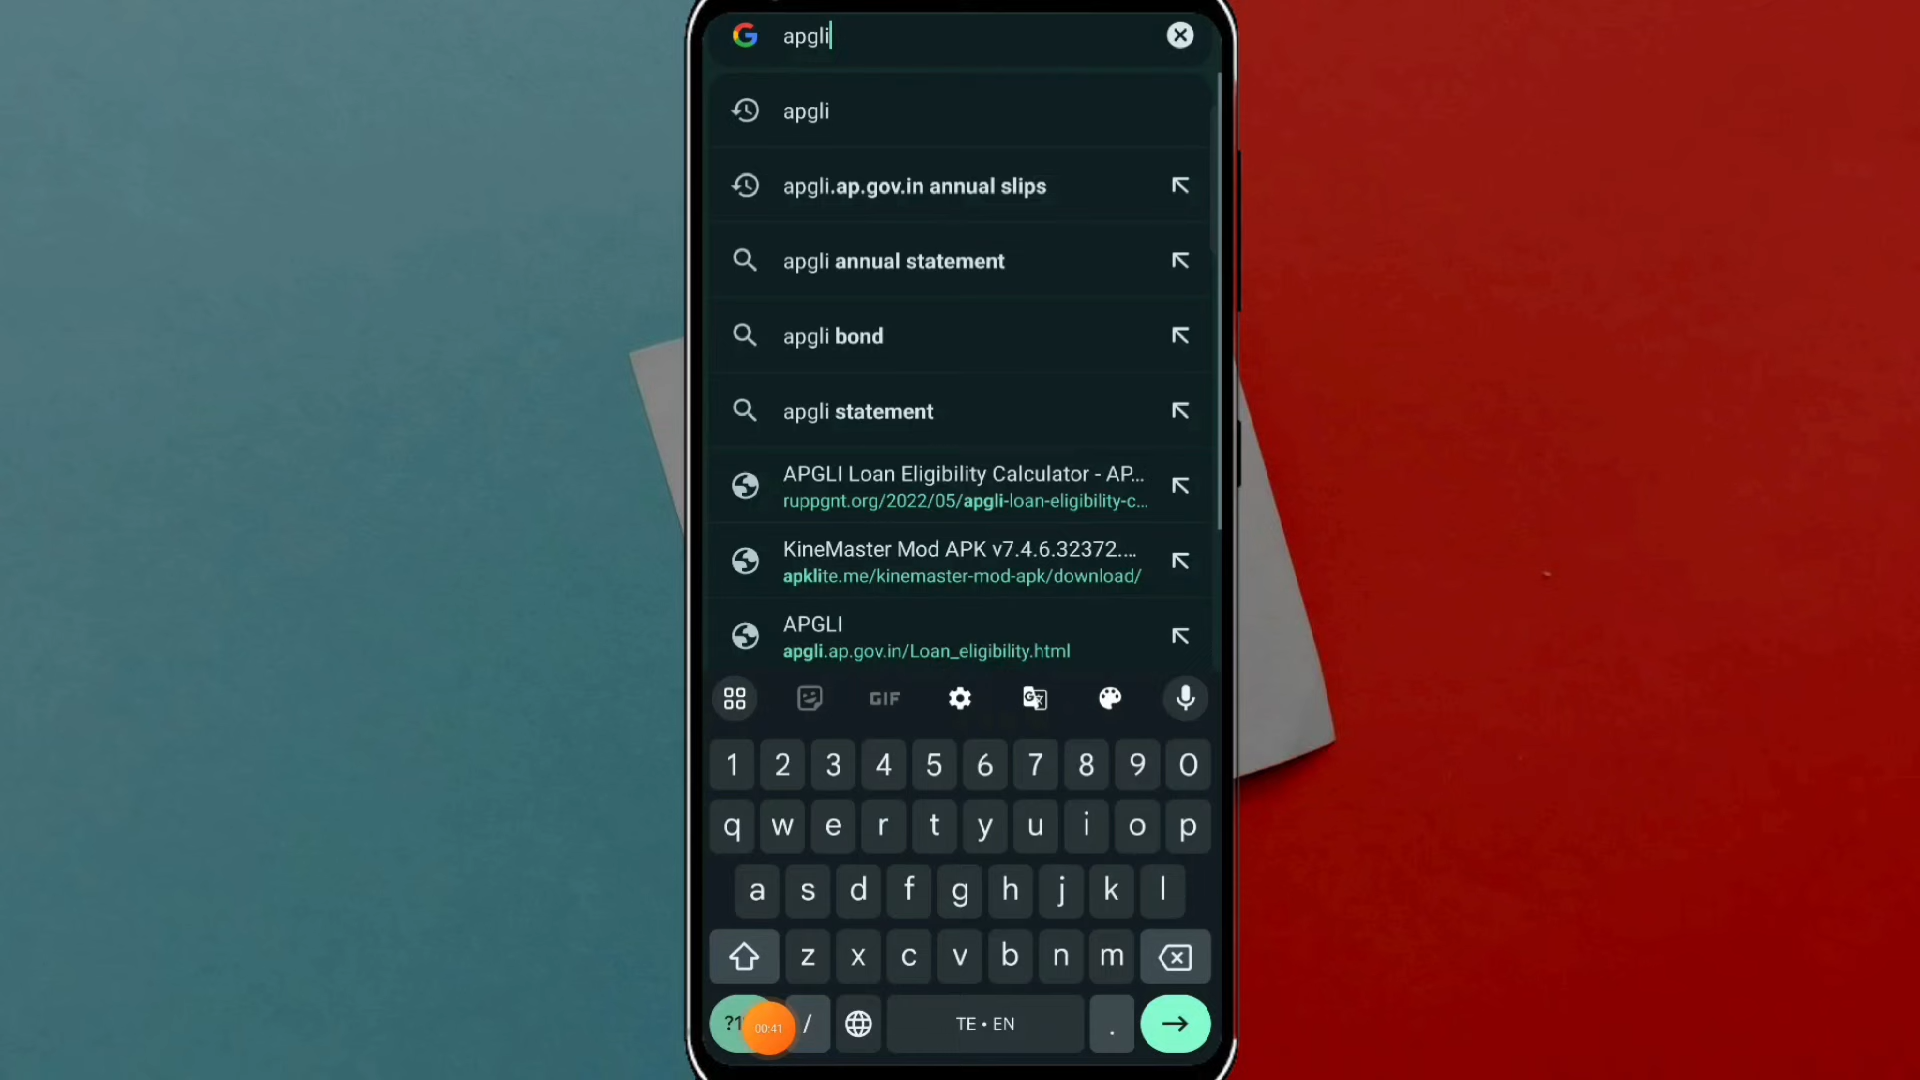 apgli
apgli
apgli.ap.gov.in annual slips
apgli annual statement
apgli bond
apgli statement
APGLI Loan Eligibility Calculator - AP...
ruppgnt.org/2022/05/apgli-loan-eligibility-c...
KineMaster Mod APK v7.4.6.32372....
apklite.me/kinemaster-mod-apk/download/
APGLI
apgli.ap.gov.in/Loan_eligibility.html
GIF
1 2 3 4 5 6 7 8 9 0
q w e r t y u i o p
a s d f g h j k l
z x c v b n m
?1 00:41 / TE • EN .